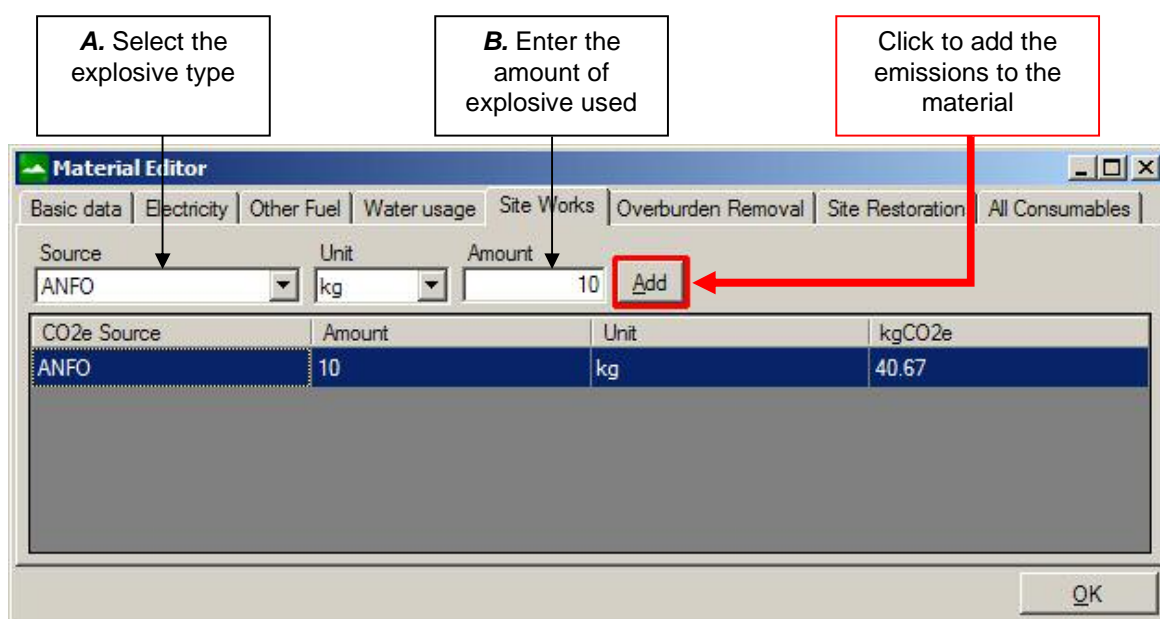 A. Select the
explosive type
B. Enter the
amount of
explosive used
Click to add the
emissions to the
material
Material Editor
Basic data Electricity Other Fuel Water usage Site Works Overburden Removal Site Restoration All Consumables
Source Unit Amount
ANFO kg 10 Add
CO2e Source Amount Unit kgCO2e
ANFO 10 kg 40.67
OK